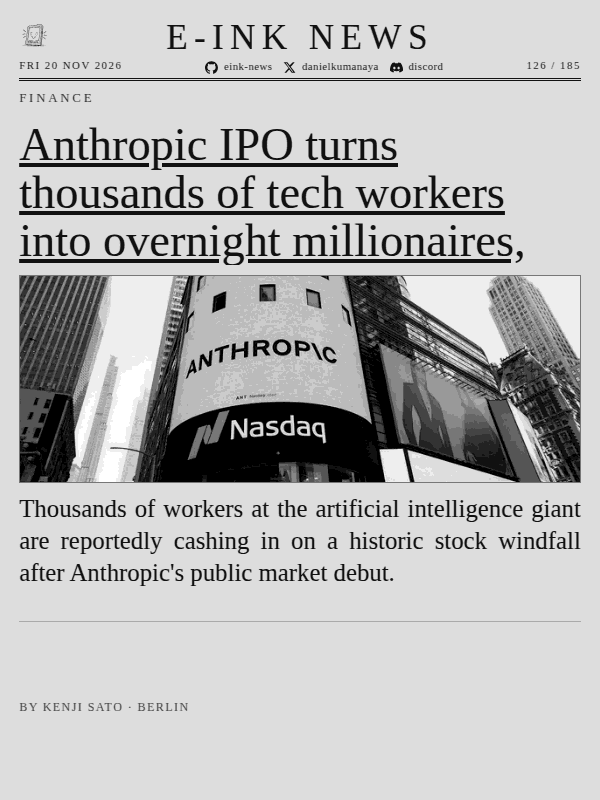 E-INK NEWS
FRI 20 NOV 2026
eink-news danielkumanaya discord
126 / 185
FINANCE
Anthropic IPO turns
thousands of tech workers
into overnight millionaires,
ANTHROP\C
Nasdaq
Thousands of workers at the artificial intelligence giant
are reportedly cashing in on a historic stock windfall
after Anthropic's public market debut.
BY KENJI SATO · BERLIN